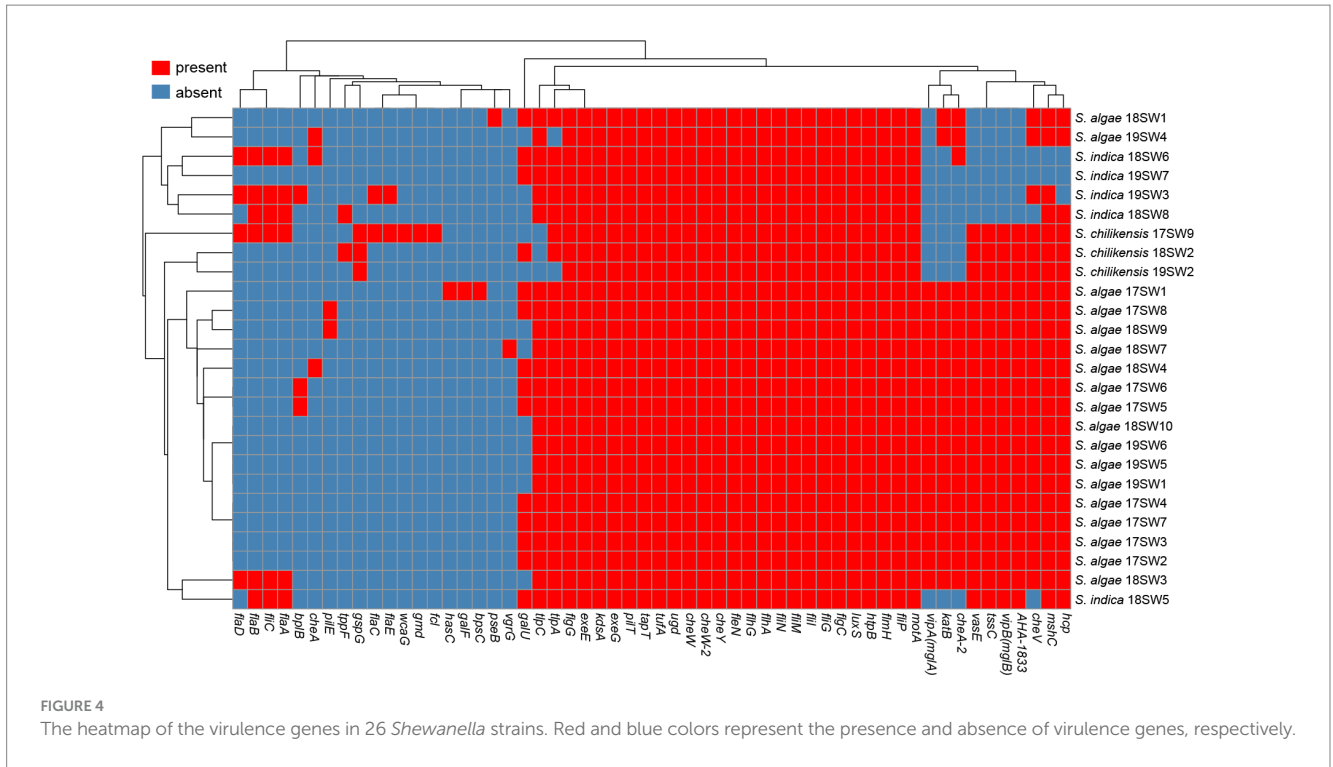 present
absent
S. algae 18SW1
S. algae 19SW4
S. indica 18SW6
S. indica 19SW7
S. indica 19SW3
S. indica 18SW8
S. chilikensis 17SW9
S. chilikensis 18SW2
S. chilikensis 19SW2
S. algae 17SW1
S. algae 17SW8
S. algae 18SW9
S. algae 18SW7
S. algae 18SW4
S. algae 17SW6
S. algae 17SW5
S. algae 18SW10
S. algae 19SW6
S. algae 19SW5
S. algae 19SW1
S. algae 17SW4
S. algae 17SW7
S. algae 17SW3
S. algae 17SW2
S. algae 18SW3
S. indica 18SW5
flaD
flaB
fliC
flaA
bplB
cheA
pilE
tppF
gspG
flaC
flaE
wcaG
gmd
fcl
hasC
galF
bpsC
pseB
vgrG
galU
tlpC
tlpA
flgG
exeE
kdsA
exeG
pilT
tapT
tufA
ugd
cheW
cheW-2
cheY
fleN
flhG
flhA
fliN
fliM
fliI
fliG
flgC
luxS
htpB
flmH
fliP
motA
vipA(mglA)
katB
cheA-2
vasE
tssC
vipB(mglB)
AHA-1833
cheV
mshC
hcp
FIGURE 4
The heatmap of the virulence genes in 26 Shewanella strains. Red and blue colors represent the presence and absence of virulence genes, respectively.